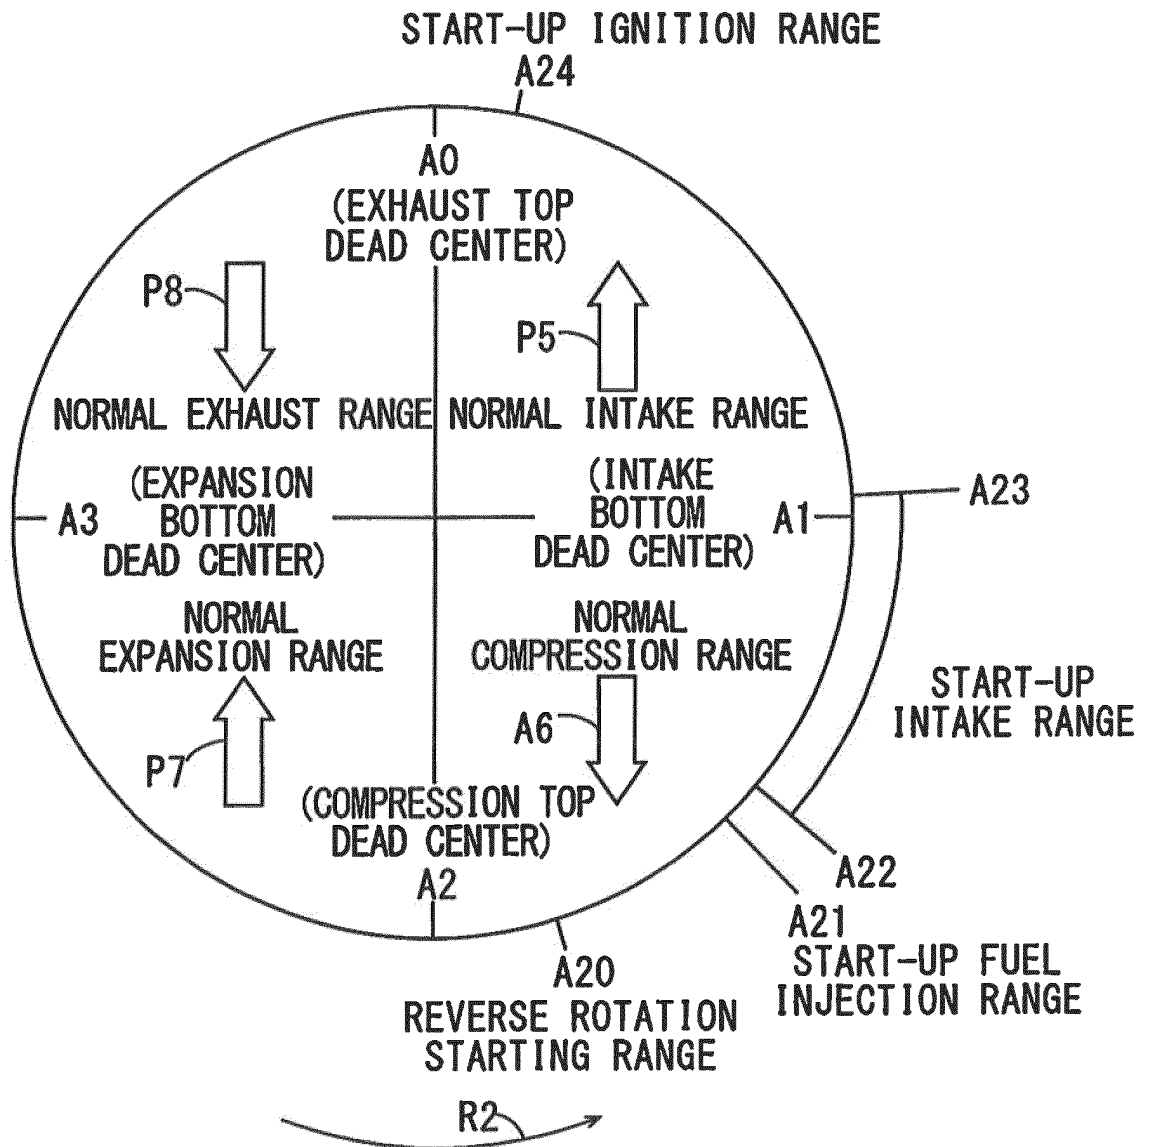 START-UP IGNITION RANGE
A24
A0
(EXHAUST TOP
DEAD CENTER)
P8
P5
NORMAL EXHAUST RANGE
NORMAL INTAKE RANGE
(EXPANSION
BOTTOM
DEAD CENTER)
A3
(INTAKE
BOTTOM
DEAD CENTER)
A1
A23
NORMAL
EXPANSION RANGE
NORMAL
COMPRESSION RANGE
START-UP
INTAKE RANGE
A6
P7
(COMPRESSION TOP
DEAD CENTER)
A2
A22
A21
START-UP FUEL
INJECTION RANGE
A20
REVERSE ROTATION
STARTING RANGE
R2